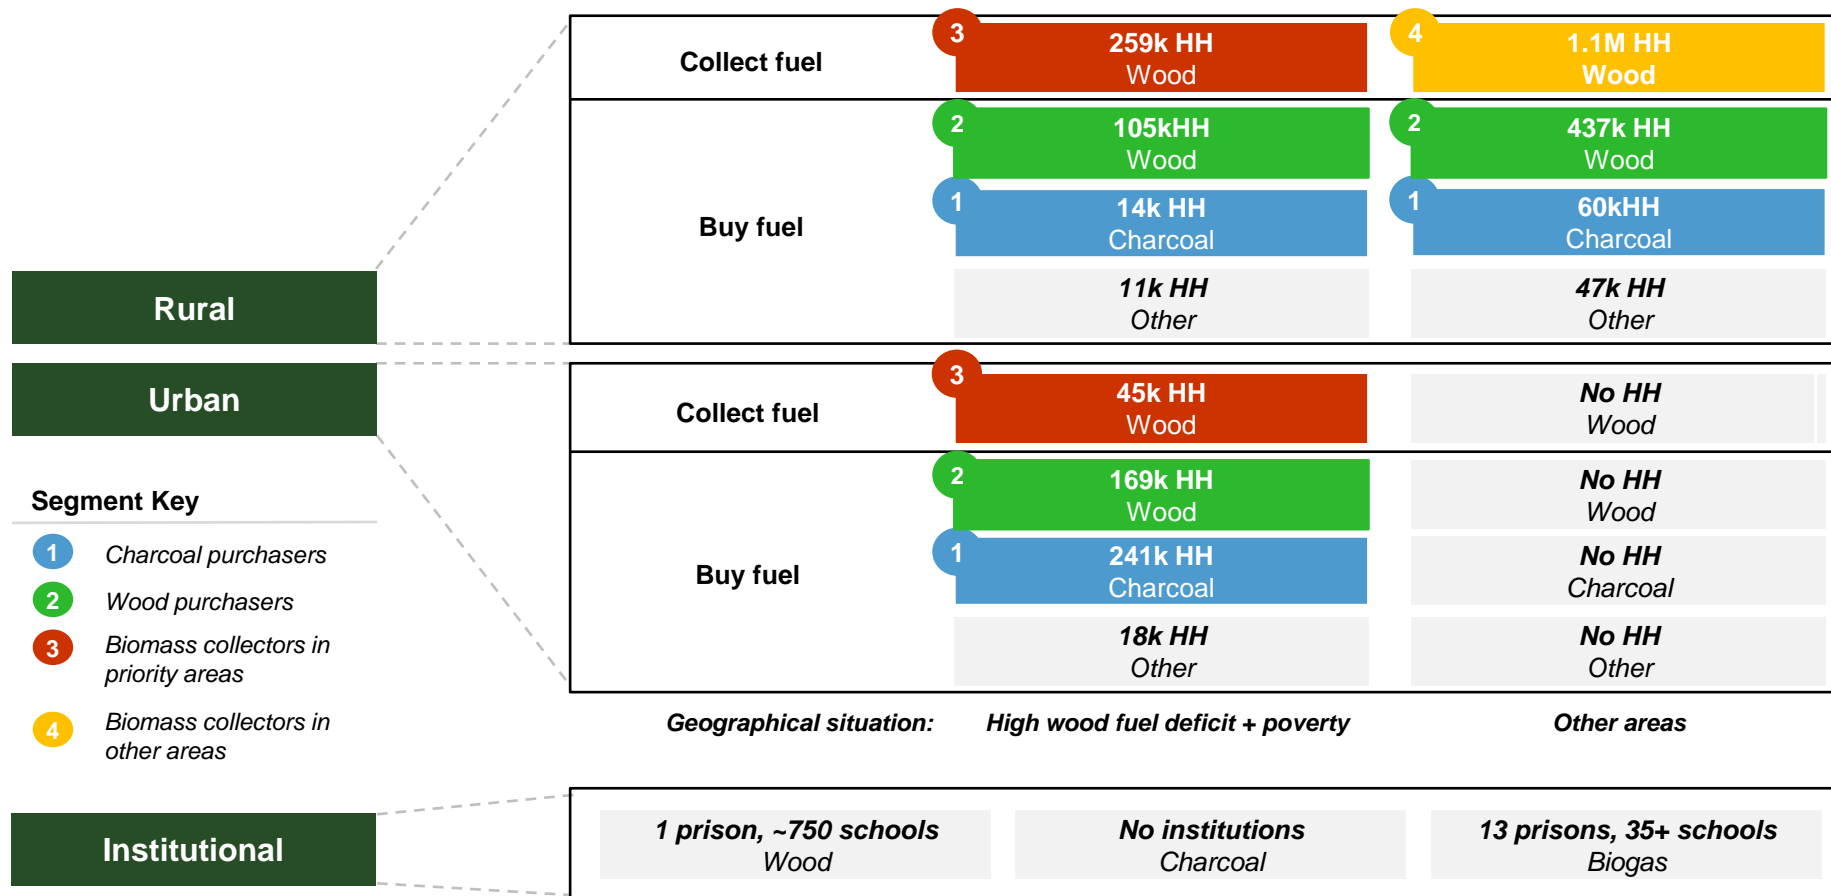 Rural
Collect fuel
3
259k HH
Wood
4
1.1M HH
Wood
Buy fuel
2
105kHH
Wood
2
437k HH
Wood
1
14k HH
Charcoal
1
60kHH
Charcoal
11k HH
Other
47k HH
Other
Urban
Collect fuel
3
45k HH
Wood
No HH
Wood
Buy fuel
2
169k HH
Wood
No HH
Wood
1
241k HH
Charcoal
No HH
Charcoal
18k HH
Other
No HH
Other
Segment Key
1 Charcoal purchasers
2 Wood purchasers
3 Biomass collectors in
priority areas
4 Biomass collectors in
other areas
Geographical situation: High wood fuel deficit + poverty Other areas
Institutional
1 prison, ~750 schools
Wood
No institutions
Charcoal
13 prisons, 35+ schools
Biogas